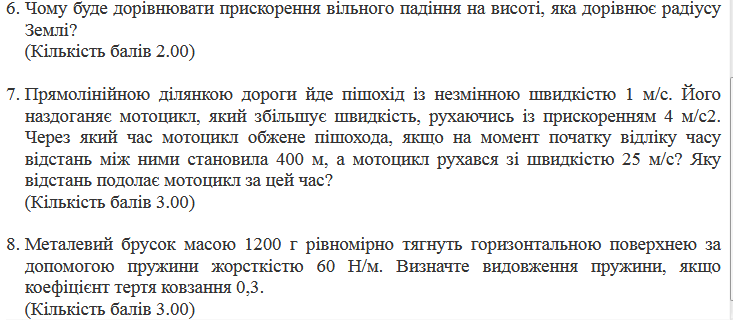 6. Чому буде дорівнювати прискорення вільного падіння на висоті, яка дорівнює радіусу
Землі?
(Кількість балів 2.00)
7. Прямолінійною ділянкою дороги йде пішохід із незмінною швидкістю 1 м/с. Його
наздоганяє мотоцикл, який збільшує швидкість, рухаючись із прискоренням 4 м/с2.
Через який час мотоцикл обжене пішохода, якщо на момент початку відліку часу
відстань між ними становила 400 м, а мотоцикл рухався зі швидкістю 25 м/с? Яку
відстань подолає мотоцикл за цей час?
(Кількість балів 3.00)
8. Металевий брусок масою 1200 г рівномірно тягнуть горизонтальною поверхнею за
допомогою пружини жорсткістю 60 Н/м. Визначте видовження пружини, якщо
коефіцієнт тертя ковзання 0,3.
(Кількість балів 3.00)